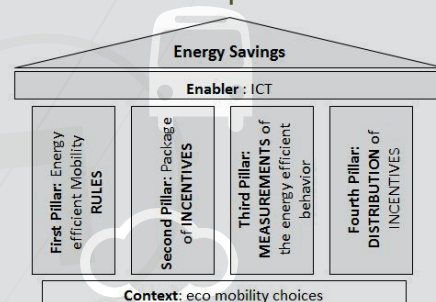 Energy Savings
Enabler : ICT
First Pillar: Energy
efficient Mobility
RULES
Second Pillar: Package
of INCENTIVES
Third Pillar:
MEASUREMENTS of
the energy efficient
behavior
Fourth Pillar:
DISTRIBUTION of
INCENTIVES
Context: eco mobility choices